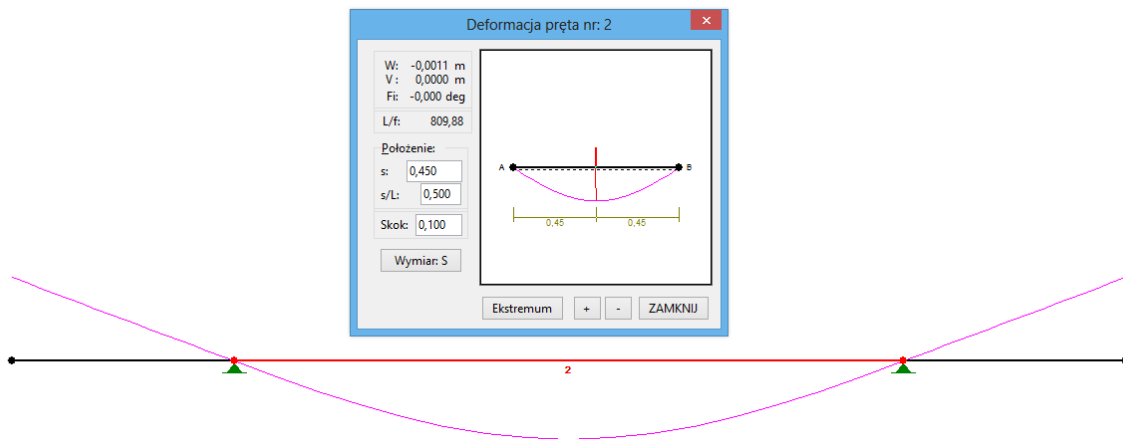 Deformacja pręta nr: 2
W: -0,0011 m
V : 0,0000 m
Fi: -0,000 deg
L/f: 809,88
Położenie:
s: 0,450
s/L: 0,500
Skok: 0,100
Wymiar: S
A B
0,45 0,45
Ekstremum + - ZAMKNIJ
2